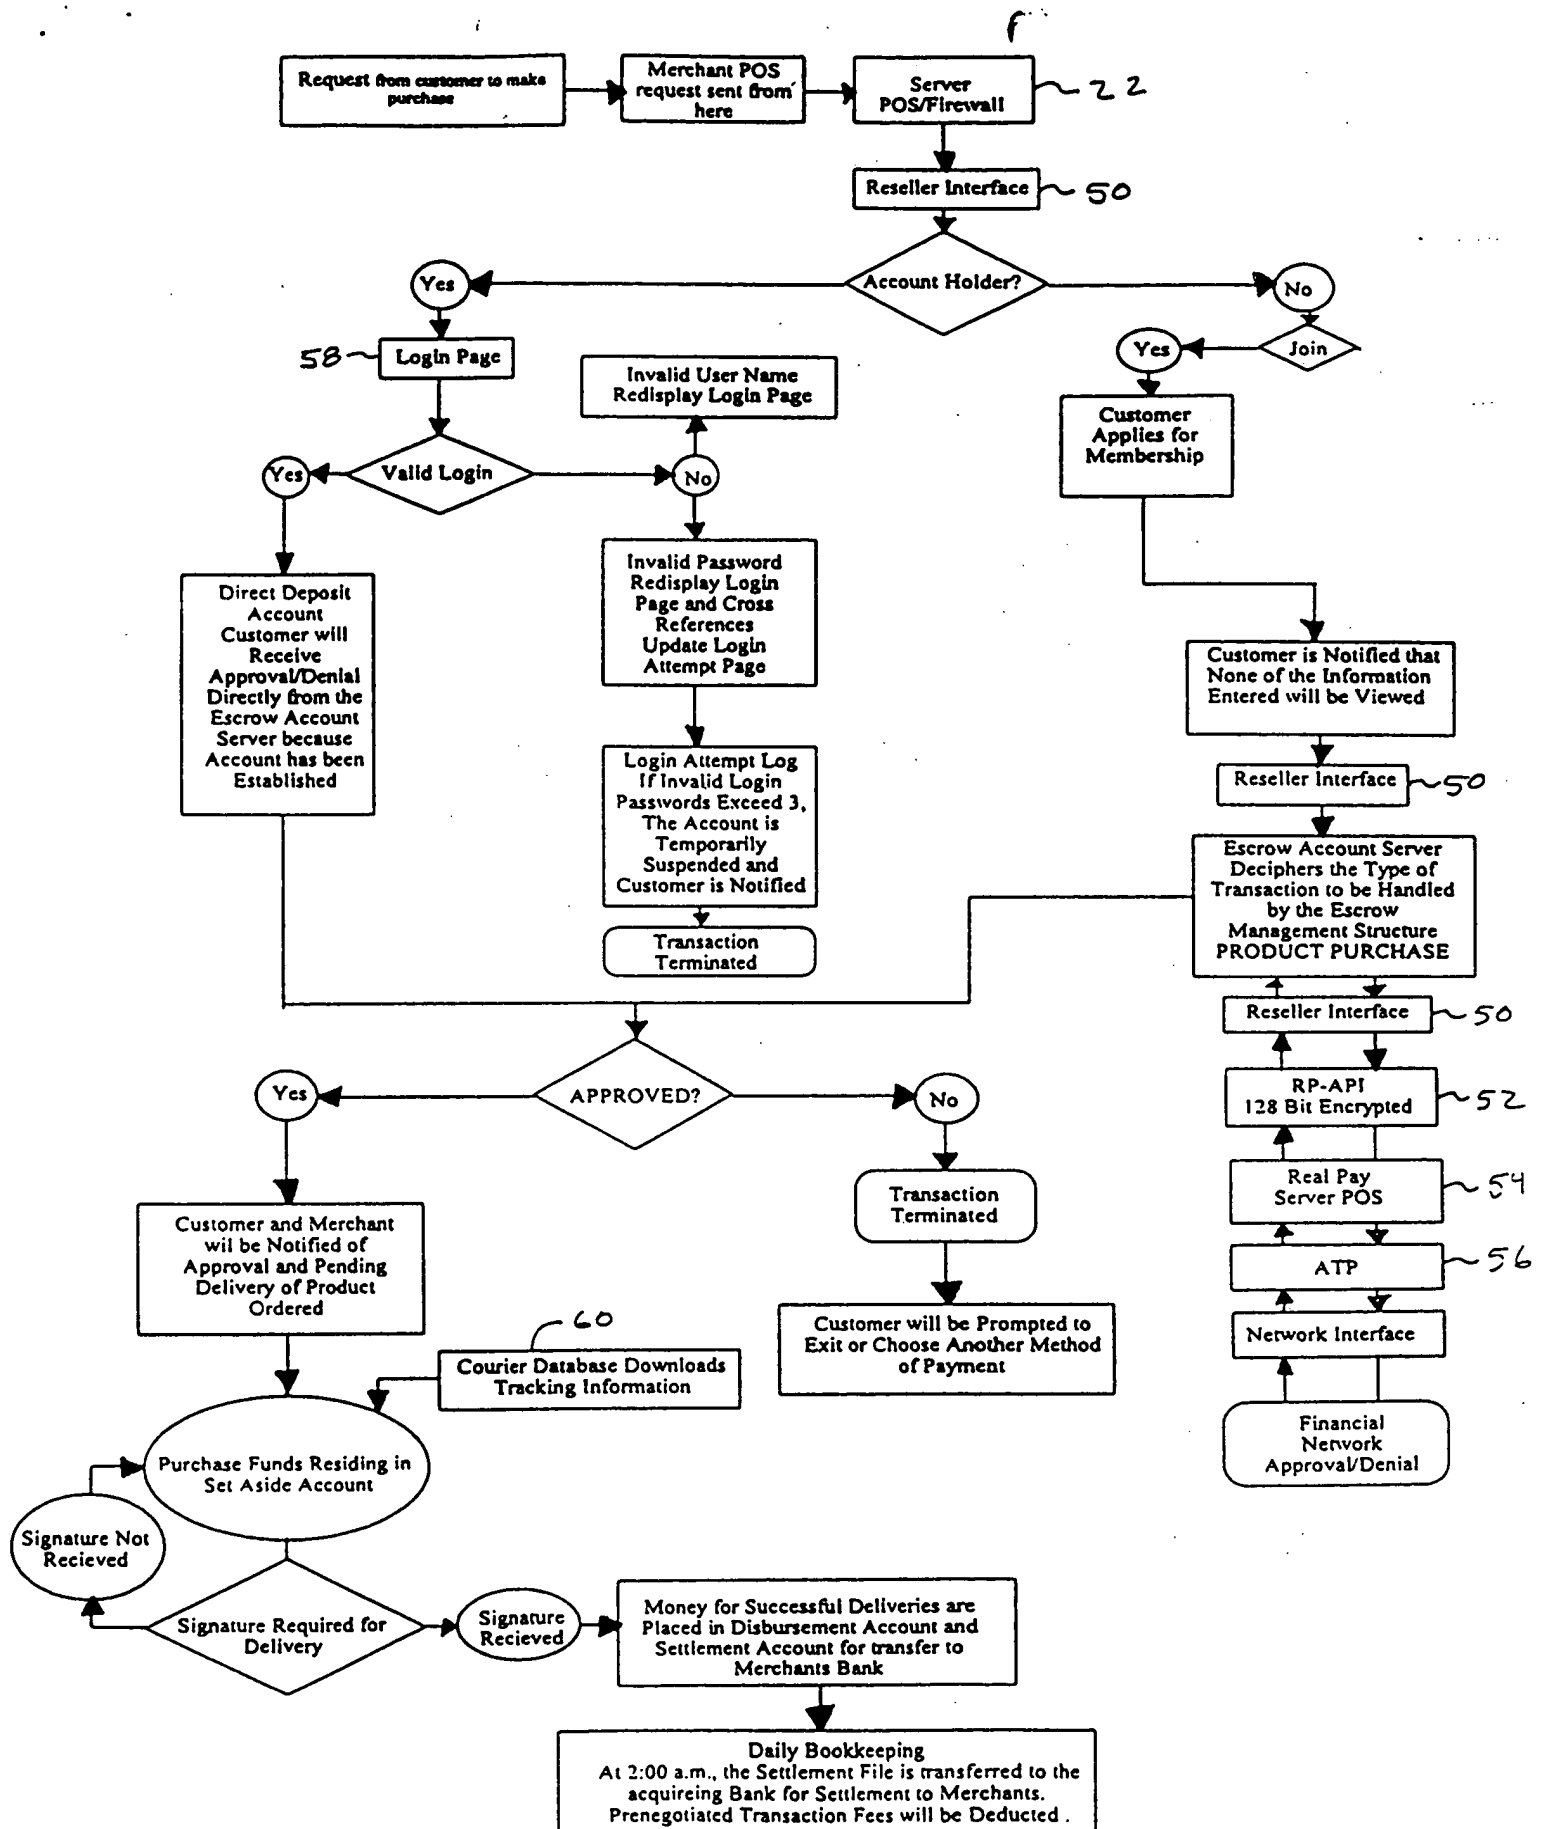 Request from customer to make
purchase
Merchant POS
request sent from
here
Server
POS/Firewall
22
Reseller Interface
50
Account Holder?
Yes
No
58
Login Page
Join
Yes
Invalid User Name
Redisplay Login Page
Customer
Applies for
Membership
Valid Login
Yes
No
Invalid Password
Redisplay Login
Page and Cross
References
Update Login
Attempt Page
Direct Deposit
Account
Customer will
Receive
Approval/Denial
Directly from the
Escrow Account
Server because
Account has been
Established
Customer is Notified that
None of the Information
Entered will be Viewed
Login Attempt Log
If Invalid Login
Passwords Exceed 3,
The Account is
Temporarily
Suspended and
Customer is Notified
Reseller Interface
50
Escrow Account Server
Deciphers the Type of
Transaction to be Handled
by the Escrow
Management Structure
PRODUCT PURCHASE
Transaction
Terminated
Reseller Interface
50
APPROVED?
Yes
No
RP-API
128 Bit Encrypted
52
Real Pay
Server POS
54
Transaction
Terminated
Customer and Merchant
wil be Notified of
Approval and Pending
Delivery of Product
Ordered
ATP
56
Network Interface
60
Courier Database Downloads
Tracking Information
Customer will be Prompted to
Exit or Choose Another Method
of Payment
Financial
Network
Approval/Denial
Purchase Funds Residing in
Set Aside Account
Signature Not
Recieved
Signature Required for
Delivery
Signature
Recieved
Money for Successful Deliveries are
Placed in Disbursement Account and
Settlement Account for transfer to
Merchants Bank
Daily Bookkeeping
At 2:00 a.m., the Settlement File is transferred to the
acquireing Bank for Settlement to Merchants.
Prenegotiated Transaction Fees will be Deducted .